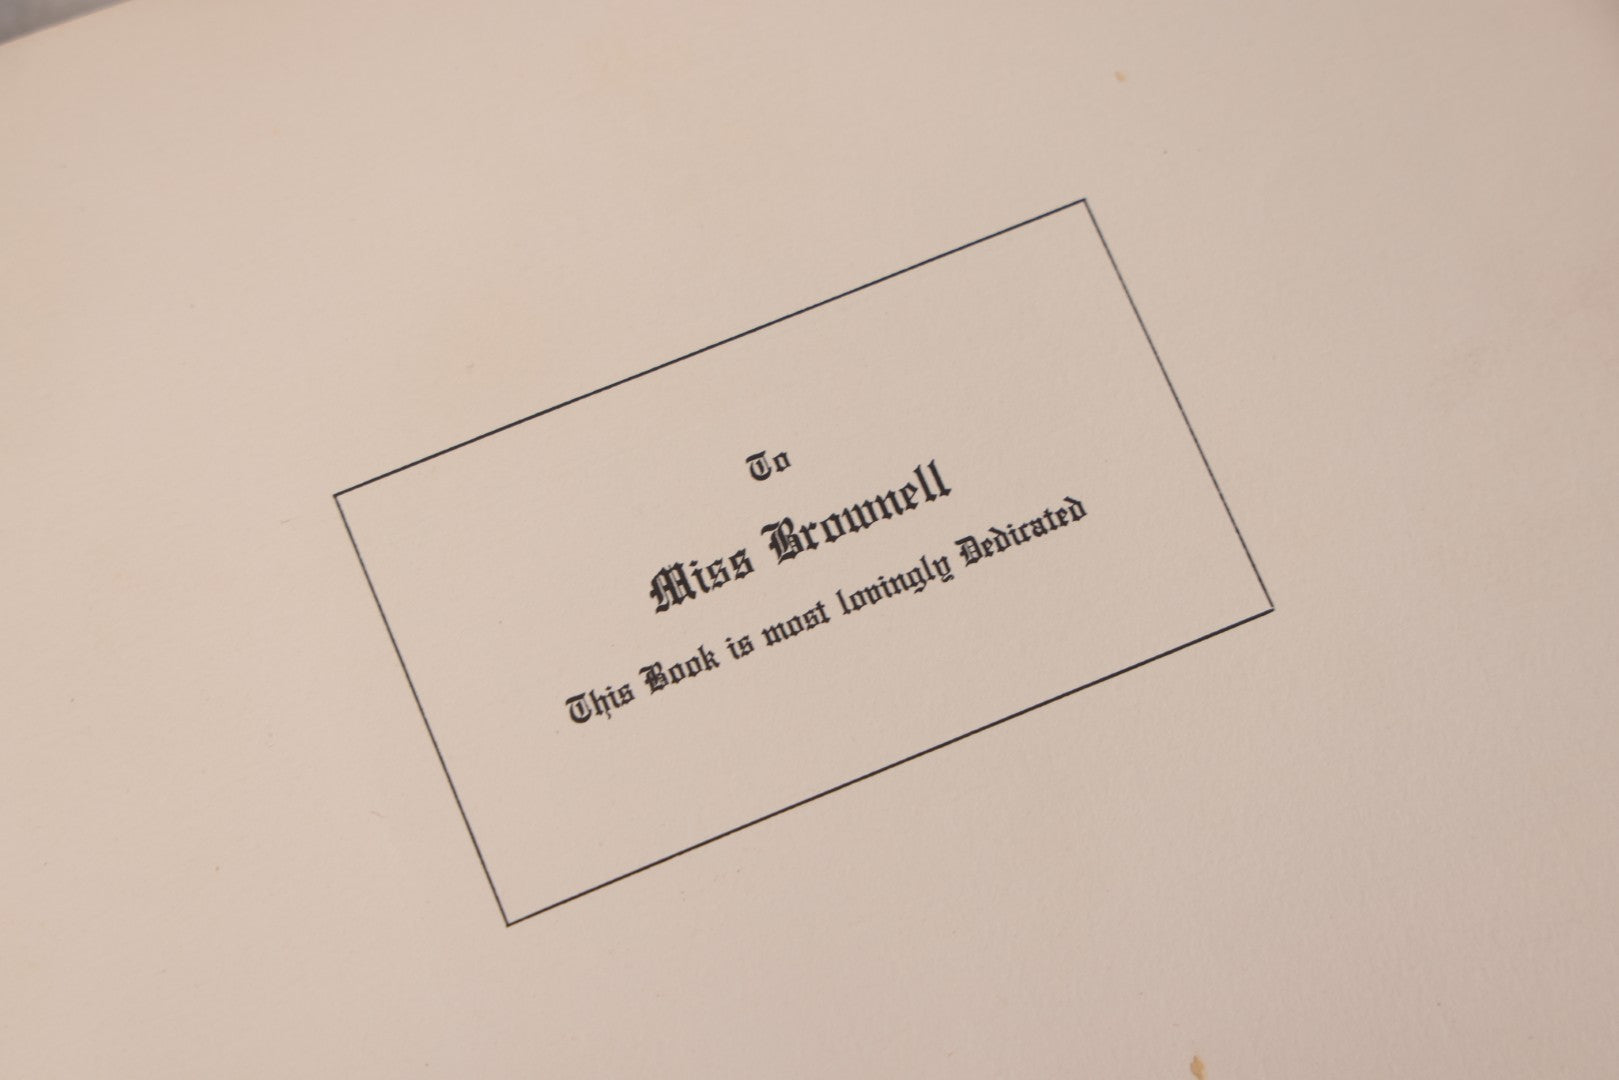 To
Miss Brownell
This Book is most lovingly Dedicated